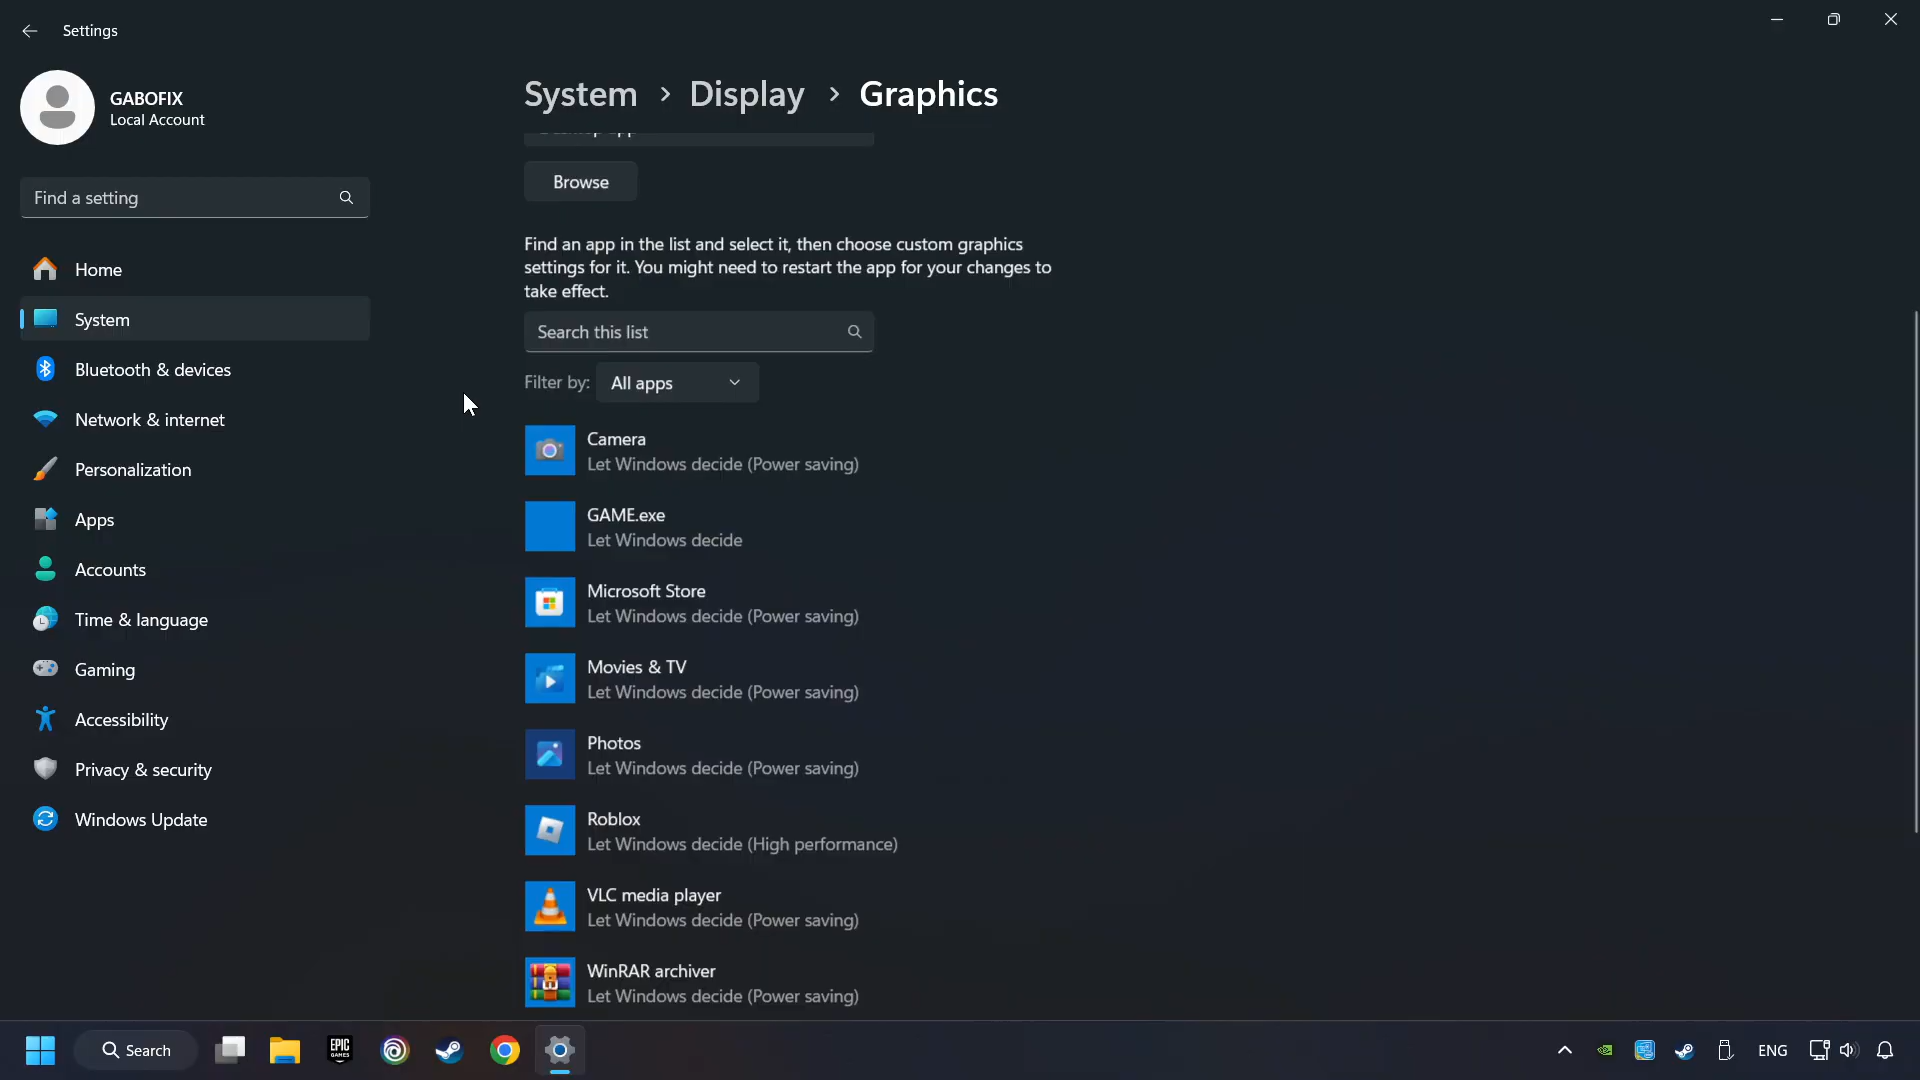 Settings
GABOFIX
Local Account
Find a setting
Home
System
Bluetooth & devices
Network & internet
Personalization
Apps
Accounts
Time & language
Gaming
Accessibility
Privacy & security
Windows Update
System > Display > Graphics
Browse
Find an app in the list and select it, then choose custom graphics
settings for it. You might need to restart the app for your changes to
take effect.
Search this list
Filter by: All apps
Camera
Let Windows decide (Power saving)
GAME.exe
Let Windows decide
Microsoft Store
Let Windows decide (Power saving)
Movies & TV
Let Windows decide (Power saving)
Photos
Let Windows decide (Power saving)
Roblox
Let Windows decide (High performance)
VLC media player
Let Windows decide (Power saving)
WinRAR archiver
Let Windows decide (Power saving)
Search
EPIC
GAMES
ENG